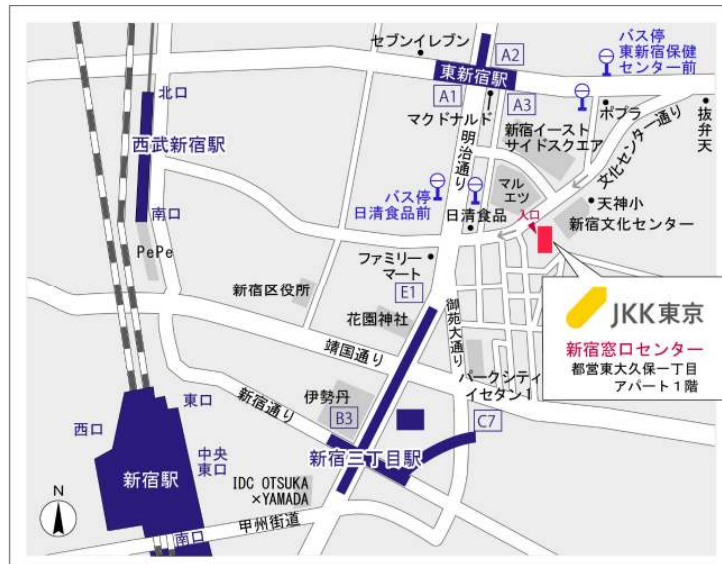 セブンイレブン
A2
バス停
東新宿保健
センター前
東新宿駅
A1
A3
マクドナルド
ポプラ
抜弁天
北口
西武新宿駅
南口
PePe
明治通り
新宿イースト
サイドスクエア
文化センター通り
マル
エツ
天神小
バス停
日清食品前
日清食品
入口
新宿文化センター
ファミリー
マート
E1
新宿区役所
花園神社
御苑大通り
靖国通り
JKK東京
新宿窓口センター
都営東大久保一丁目
アパート1階
パークシティ
イセタン1
新宿通り
伊勢丹
B3
C7
新宿三丁目駅
東口
西口
中央
東口
新宿駅
IDC OTSUKA
×YAMADA
N
南口
甲州街道